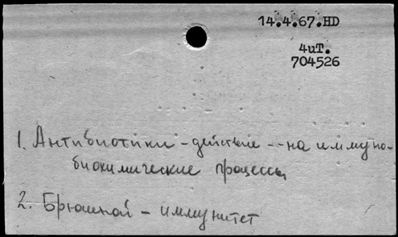 14.4.67.HD
4иТ.
704526
1. Антибиотики - действие -- на иммуно-
биохимические процессы
2. Брюшной - иммунитет